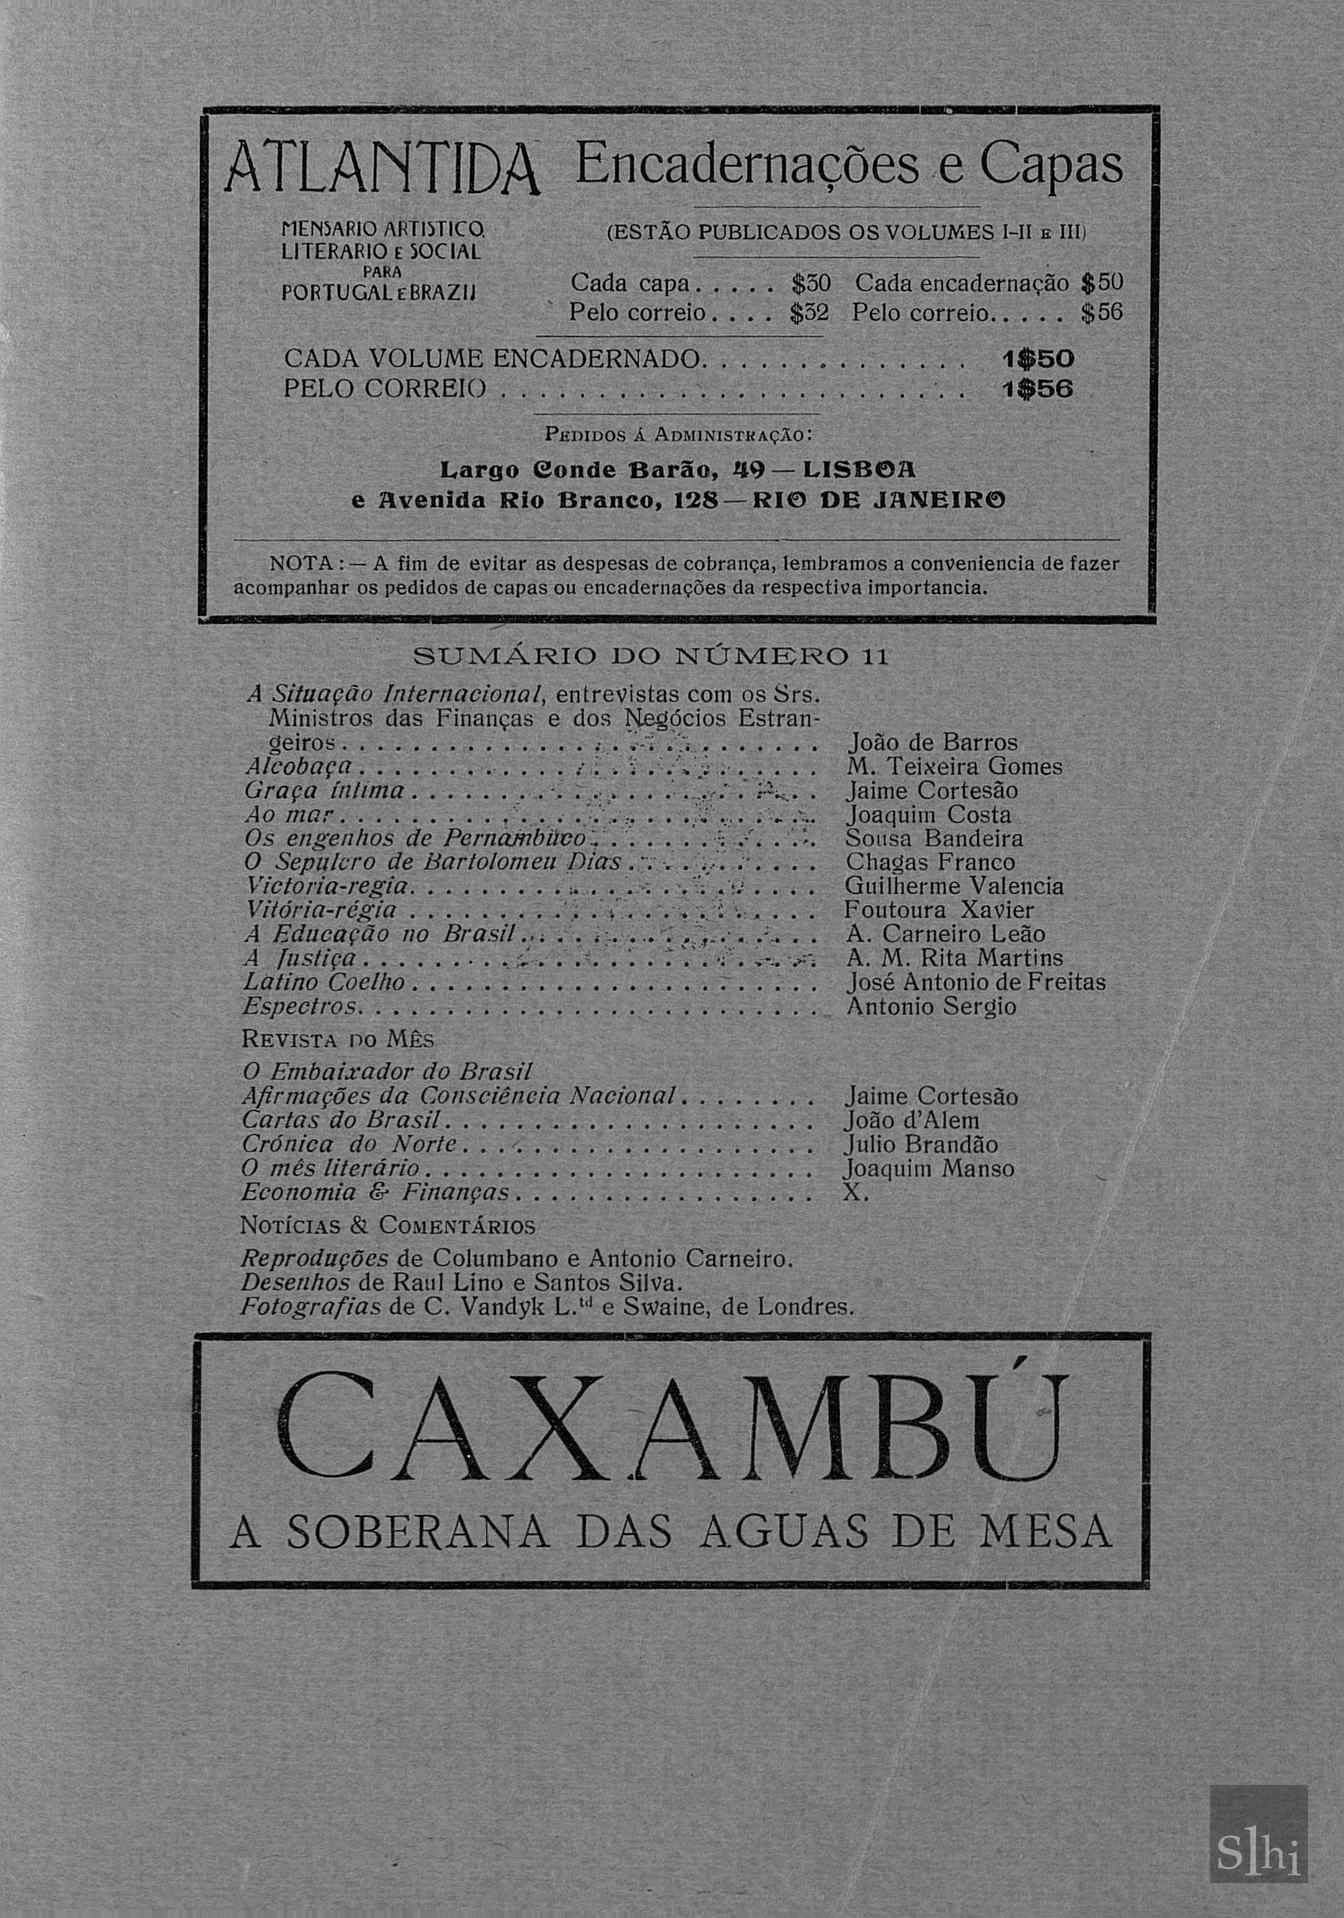 ATLANTIDA Encadernações e Capas
MENSARIO ARTISTICO,
LITERARIO E SOCIAL
PARA
PORTUGAL E BRAZIL
(ESTÃO PUBLICADOS OS VOLUMES I-II E III)
Cada capa. . . . . $30 Cada encadernação $50
Pelo correio. . . . $32 Pelo correio. . . . . $56
CADA VOLUME ENCADERNADO. . . . . . . . . . . . . . 1$50
PELO CORREIO . . . . . . . . . . . . . . . . . . . . . . . 1$56
PEDIDOS Á ADMINISTRAÇÃO:
Largo Conde Barão, 49 — LISBOA
e Avenida Rio Branco, 128 — RIO DE JANEIRO
NOTA : — A fim de evitar as despesas de cobrança, lembramos a conveniencia de fazer
acompanhar os pedidos de capas ou encadernações da respectiva importancia.
SUMÁRIO DO NÚMERO 11
A Situação Internacional, entrevistas com os Srs.
Ministros das Finanças e dos Negócios Estran-
geiros. . . . . . . . . . . . . . . . . . . . . . . . . . . João de Barros
Alcobaça . . . . . . . . . . . . . . . . . . . . . . . . . . M. Teixeira Gomes
Graça íntima . . . . . . . . . . . . . . . . . . . . . . . Jaime Cortesão
Ao mar . . . . . . . . . . . . . . . . . . . . . . . . . . . Joaquim Costa
Os engenhos de Pernambuco . . . . . . . . . . . . . Sousa Bandeira
O Sepulcro de Bartolomeu Dias . . . . . . . . . . . Chagas Franco
Victoria-regia. . . . . . . . . . . . . . . . . . . . . . . Guilherme Valencia
Vitória-régia . . . . . . . . . . . . . . . . . . . . . . . Foutoura Xavier
A Educação no Brasil . . . . . . . . . . . . . . . . . A. Carneiro Leão
A Justiça . . . . . . . . . . . . . . . . . . . . . . . . . . A. M. Rita Martins
Latino Coelho . . . . . . . . . . . . . . . . . . . . . . . José Antonio de Freitas
Espectros. . . . . . . . . . . . . . . . . . . . . . . . . . Antonio Sergio
REVISTA DO MÊS
O Embaixador do Brasil
Afirmações da Consciência Nacional . . . . . . . . Jaime Cortesão
Cartas do Brasil. . . . . . . . . . . . . . . . . . . . . João d'Alem
Crónica do Norte . . . . . . . . . . . . . . . . . . . . Julio Brandão
O mês literário . . . . . . . . . . . . . . . . . . . . . . Joaquim Manso
Economia & Finanças . . . . . . . . . . . . . . . . . X.
NOTÍCIAS & COMENTÁRIOS
Reproduções de Columbano e Antonio Carneiro.
Desenhos de Raul Lino e Santos Silva.
Fotografias de C. Vandyk L.td e Swaine, de Londres.
CAXAMBÚ
A SOBERANA DAS AGUAS DE MESA
Slhi